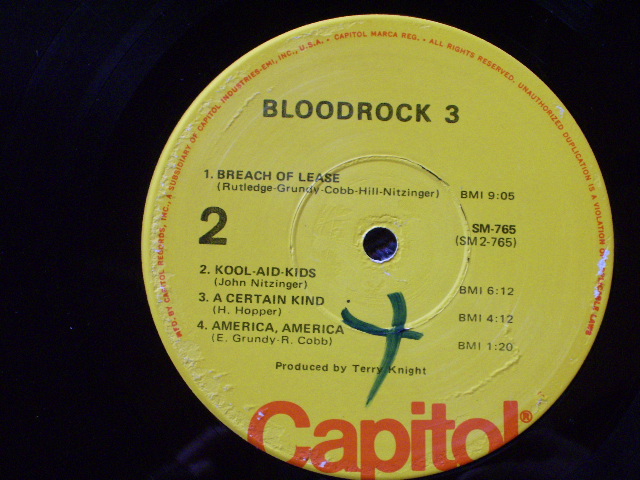 MFD. BY CAPITOL RECORDS, INC., A SUBSIDIARY OF CAPITOL INDUSTRIES-EMI, INC., U.S.A. • CAPITOL MARCA REG. • ALL RIGHTS RESERVED. UNAUTHORIZED DUPLICATION IS A VIOLATION OF APPLICABLE LAWS
BLOODROCK 3
1. BREACH OF LEASE
(Rutledge-Grundy-Cobb-Hill-Nitzinger) BMI 9:05
2
SM-765
(SM2-765)
2. KOOL-AID-KIDS
(John Nitzinger) BMI 6:12
3. A CERTAIN KIND
(H. Hopper) BMI 4:12
4. AMERICA, AMERICA
(E. Grundy-R. Cobb) BMI 1:20
Produced by Terry Knight
Capitol®